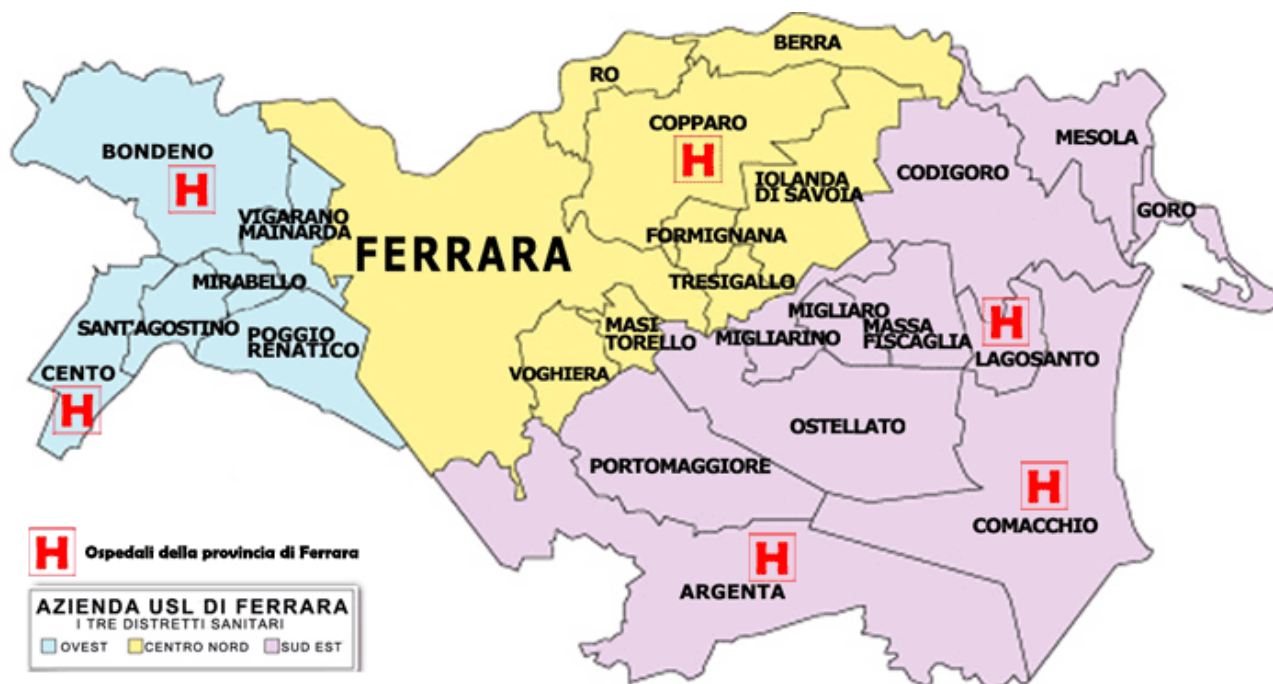 BERRA
RO
COPPARO
H
MESOLA
BONDENO
H
CODIGORO
IOLANDA
DI SAVOIA
GORO
VIGARANO
MAINARDA
FORMIGNANA
FERRARA
TRESIGALLO
MIRABELLO
MIGLIARO
H
MASI
TORELLO
MASSA
FISCAGLIA
SANT'AGOSTINO
POGGIO
RENATICO
MIGLIARINO
LAGOSANTO
CENTO
VOGHIERA
H
OSTELLATO
PORTOMAGGIORE
H
COMACCHIO
H
ARGENTA
H Ospedali della provincia di Ferrara
AZIENDA USL DI FERRARA
I TRE DISTRETTI SANITARI
OVEST CENTRO NORD SUD EST